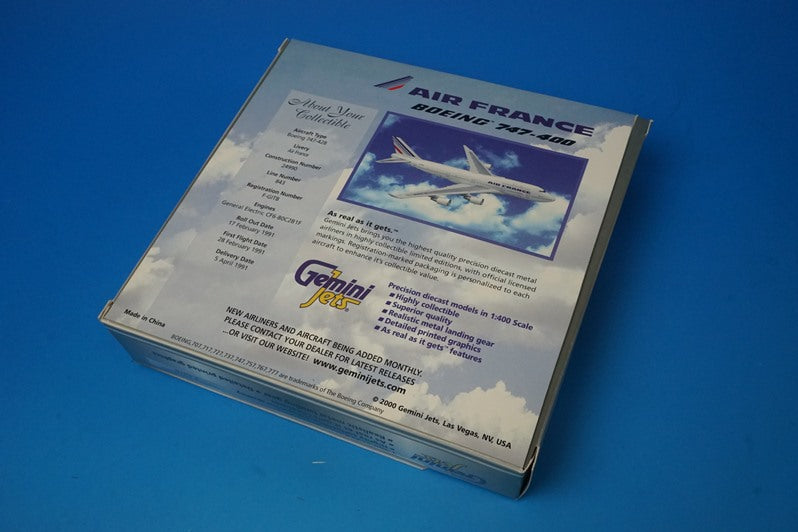 AIR FRANCE
BOEING 747-400
AIR FRANCE
About Your
Collectible
Aircraft Type
Boeing 747-428
Livery
Air France
Construction Number
24990
Line Number
843
Registration Number
F-GITB
Engines
General Electric CF6-80C2B1F
Roll Out Date
17 February 1991
First Flight Date
28 February 1991
Delivery Date
5 April 1991
As real as it gets.™
Gemini Jets brings you the highest quality precision diecast metal
airliners in highly collectible limited editions, with official licensed
markings. Registration-marked packaging is personalized to each
aircraft to enhance it's collectible value.
Gemini
Jets
Precision diecast models in 1:400 Scale
■ Highly collectible
■ Superior quality
■ Realistic metal landing gear
■ Detailed printed graphics
■ As real as it gets™ features
NEW AIRLINERS AND AIRCRAFT BEING ADDED MONTHLY.
PLEASE CONTACT YOUR DEALER FOR LATEST RELEASES
...OR VISIT OUR WEBSITE! www.geminijets.com
Made in China
BOEING,707,717,727,737,747,757,767,777 are trademarks of The Boeing Company
© 2000 Gemini Jets, Las Vegas, NV, USA
Gemini